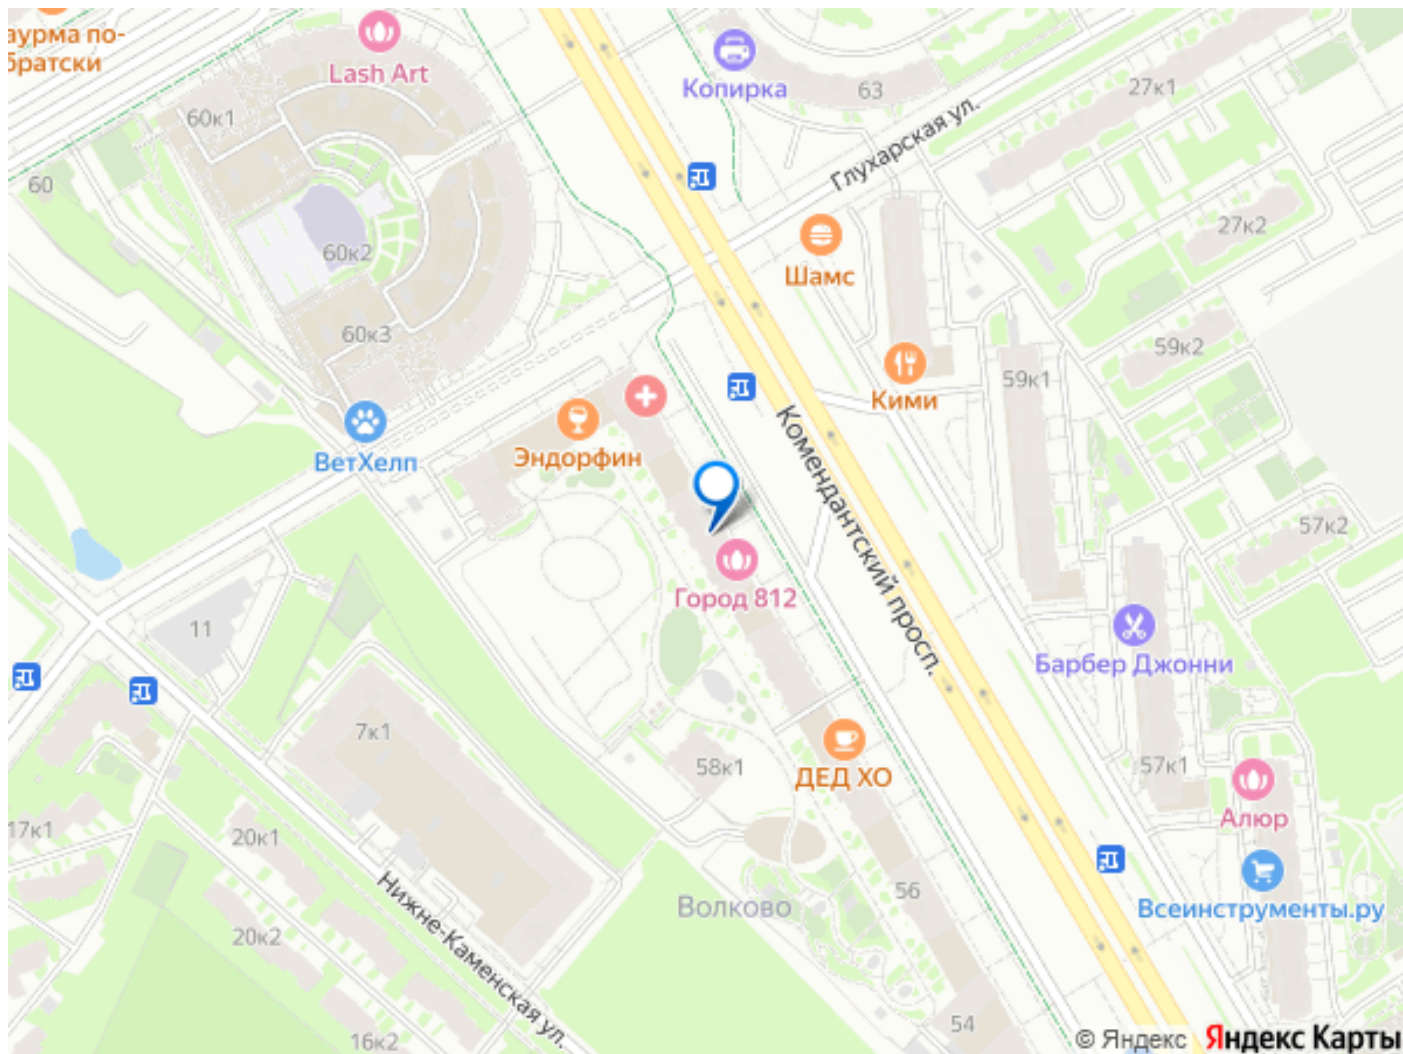 аурма по-
братски
Lash Art
Копирка
63
27к1
60к1
Глухарская ул.
60
27к2
60к2
Шамс
60к3
59к2
59к1
Кими
Комендантский просп.
ВетХелп
Эндорфин
57к2
Город 812
11
Барбер Джонни
7к1
58к1
ДЕД ХО
57к1
Алюр
17к1
20к1
56
Волково
Всеинструменты.ру
Нижне-Каменская ул.
20к2
54
16к2
© Яндекс Яндекс Карты